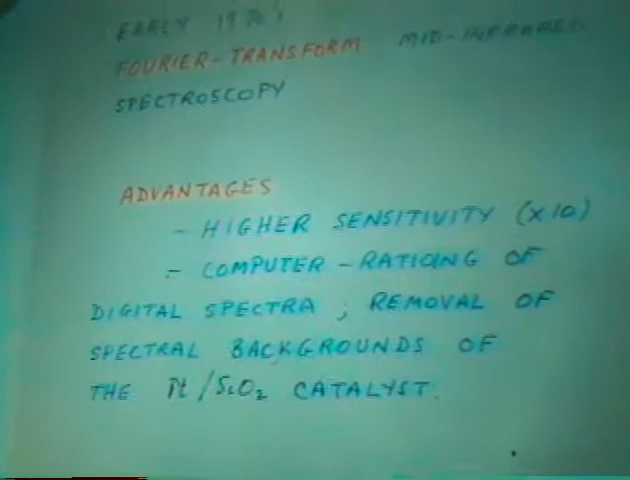 EARLY 1970's
FOURIER-TRANSFORM MID-INFRARED
SPECTROSCOPY
ADVANTAGES
- HIGHER SENSITIVITY (X10)
- COMPUTER-RATIOING OF
DIGITAL SPECTRA ; REMOVAL OF
SPECTRAL BACKGROUNDS OF
THE Pt/SiO2 CATALYST.